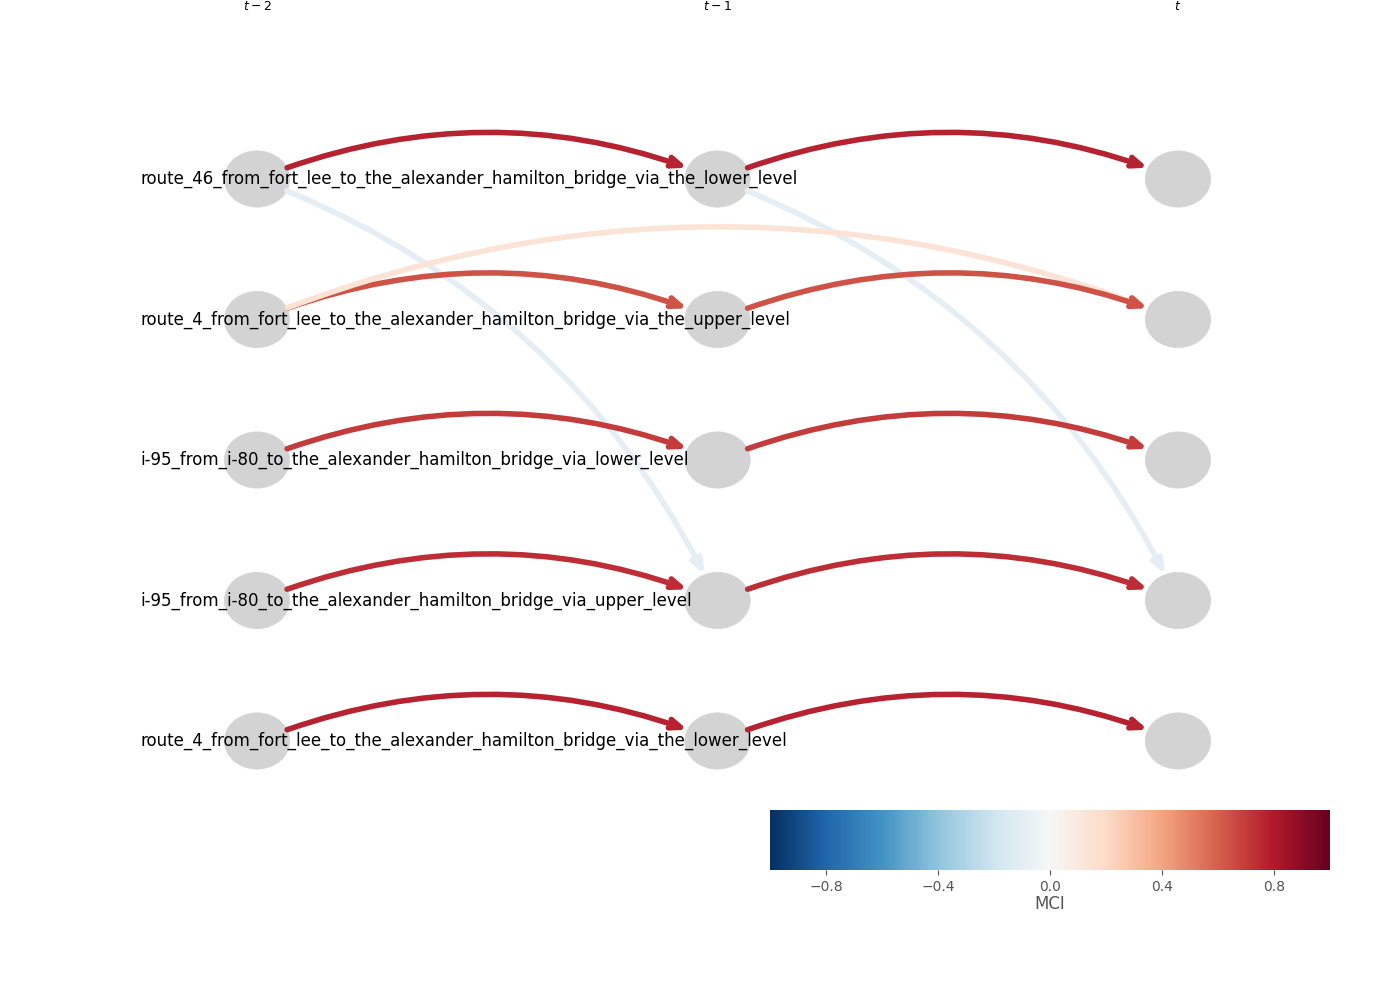 t − 2 t − 1 t
route_46_from_fort_lee_to_the_alexander_hamilton_bridge_via_the_lower_level
route_4_from_fort_lee_to_the_alexander_hamilton_bridge_via_the_upper_level
i-95_from_i-80_to_the_alexander_hamilton_bridge_via_lower_level
i-95_from_i-80_to_the_alexander_hamilton_bridge_via_upper_level
route_4_from_fort_lee_to_the_alexander_hamilton_bridge_via_the_lower_level
−0.8 −0.4 0.0 0.4 0.8
MCI